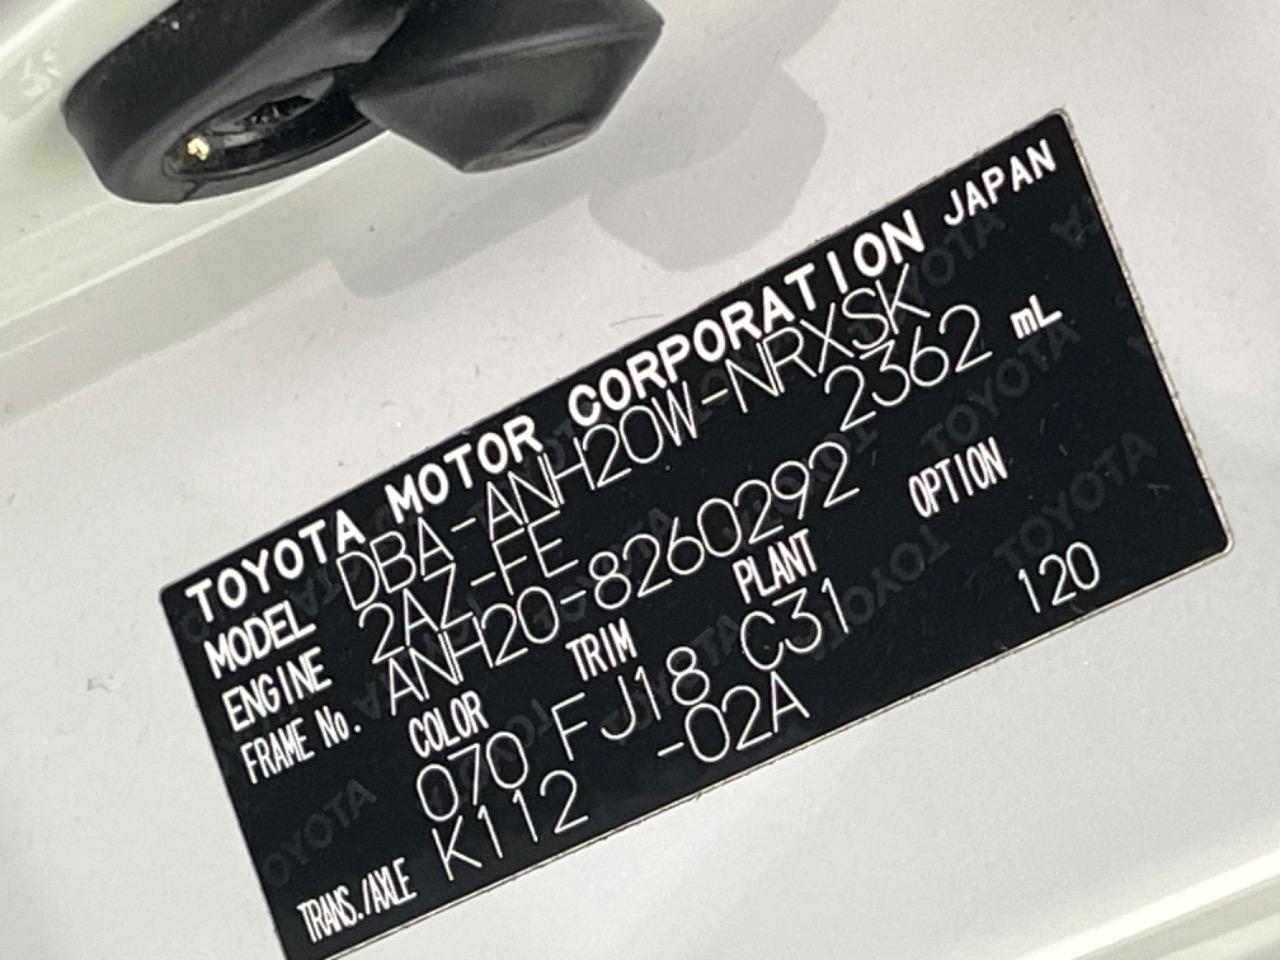 TOYOTA MOTOR CORPORATION JAPAN
MODEL DBA-ANH20W-NRXSK
ENGINE 2AZ-FE 2362 mL
FRAME No. ANH20-8260292
COLOR TRIM PLANT OPTION
070 FJ18 C31 120
TRANS./AXLE K112 -02A